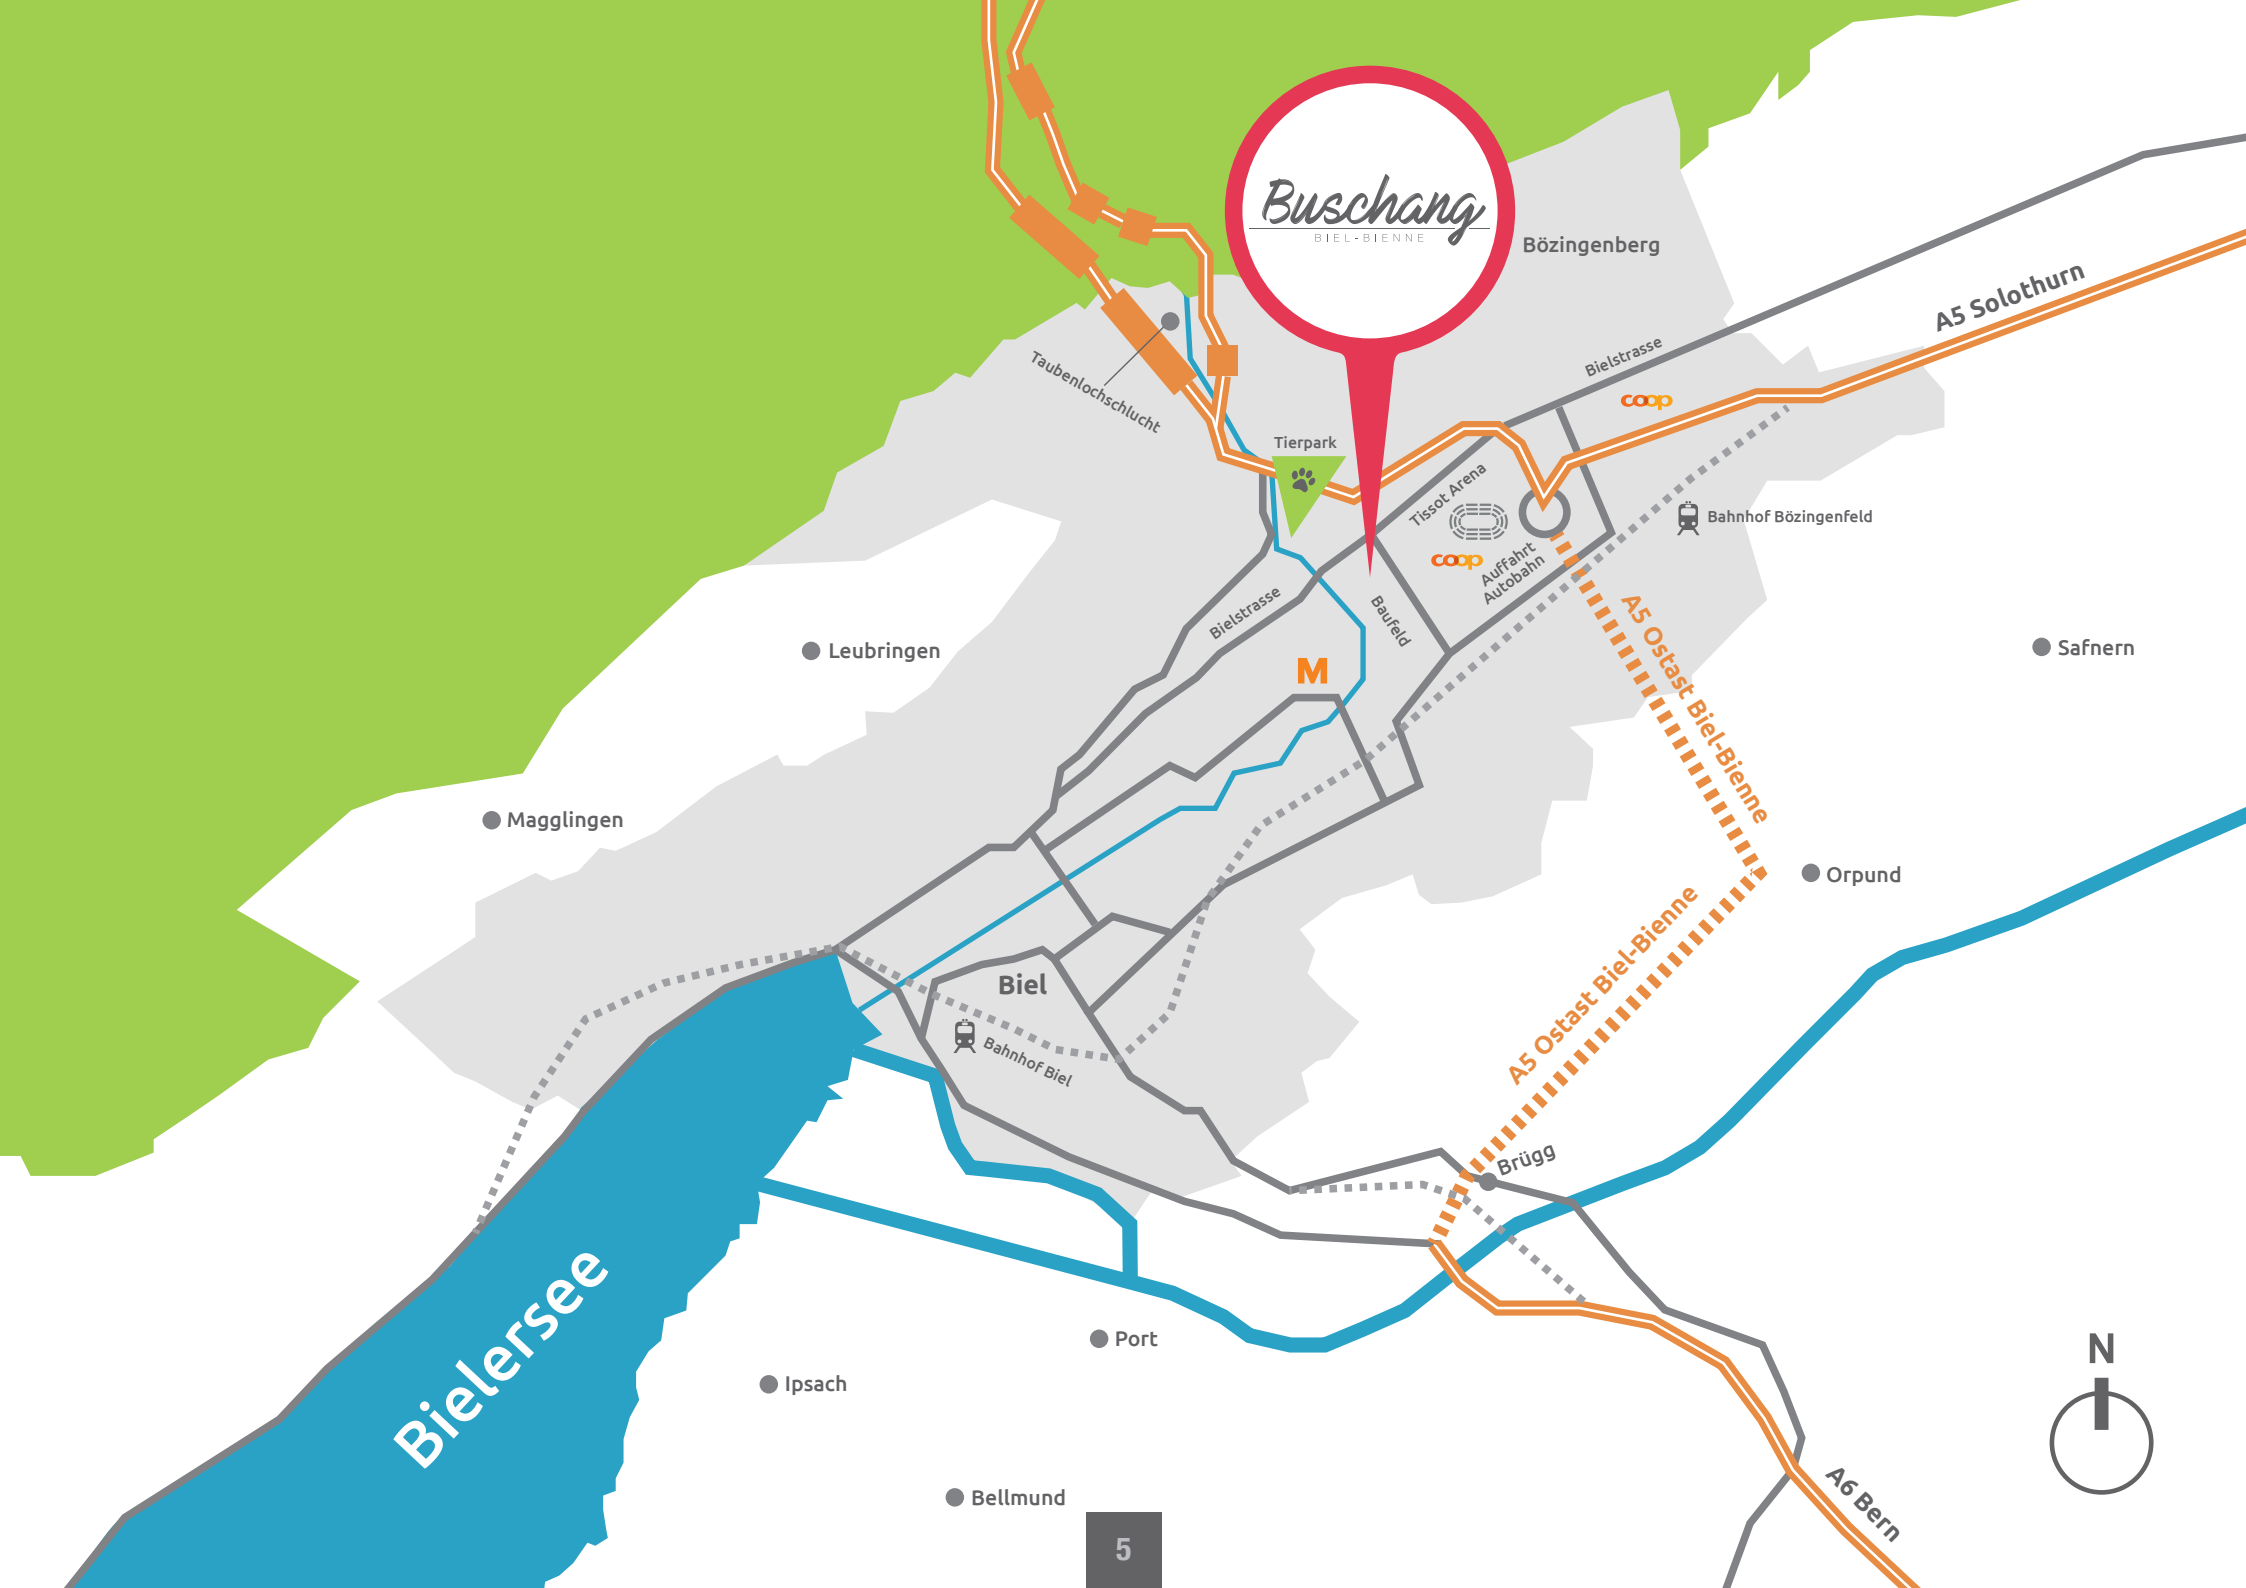 Buschang
BIEL-BIENNE
Bözingenberg
A5 Solothurn
Bielstrasse
Taubenlochschlucht
coop
Tierpark
Tissot Arena
Bahnhof Bözingenfeld
coop
Auffahrt
Autobahn
Bielstrasse
Baufeld
A5 Ostast Biel-Bienne
Leubringen
Safnern
M
Magglingen
Orpund
A5 Ostast Biel-Bienne
Biel
Bahnhof Biel
Brügg
Bielersee
Port
N
Ipsach
Bellmund
A6 Bern
5